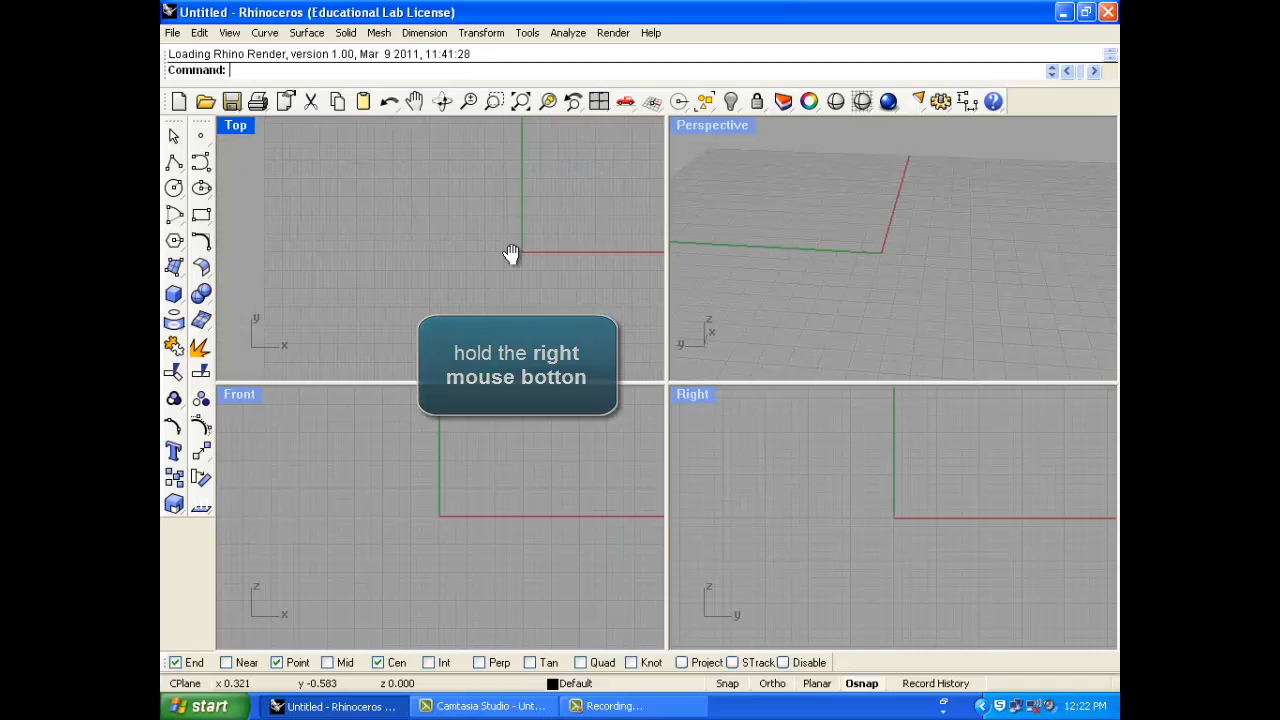 Untitled - Rhinoceros (Educational Lab License)
File Edit View Curve Surface Solid Mesh Dimension Transform Tools Analyze Render Help
Loading Rhino Render, version 1.00, Mar 9 2011, 11:41:28
Command:
Top
Perspective
y
x
z
x
y
hold the right
mouse botton
Front
Right
z
x
z
y
End Near Point Mid Cen Int Perp Tan Quad Knot Project STrack Disable
CPlane x 0.321 y -0.583 z 0.000 Default Snap Ortho Planar Osnap Record History
start Untitled - Rhinoceros ... Camtasia Studio - Unt... Recording... 12:22 PM